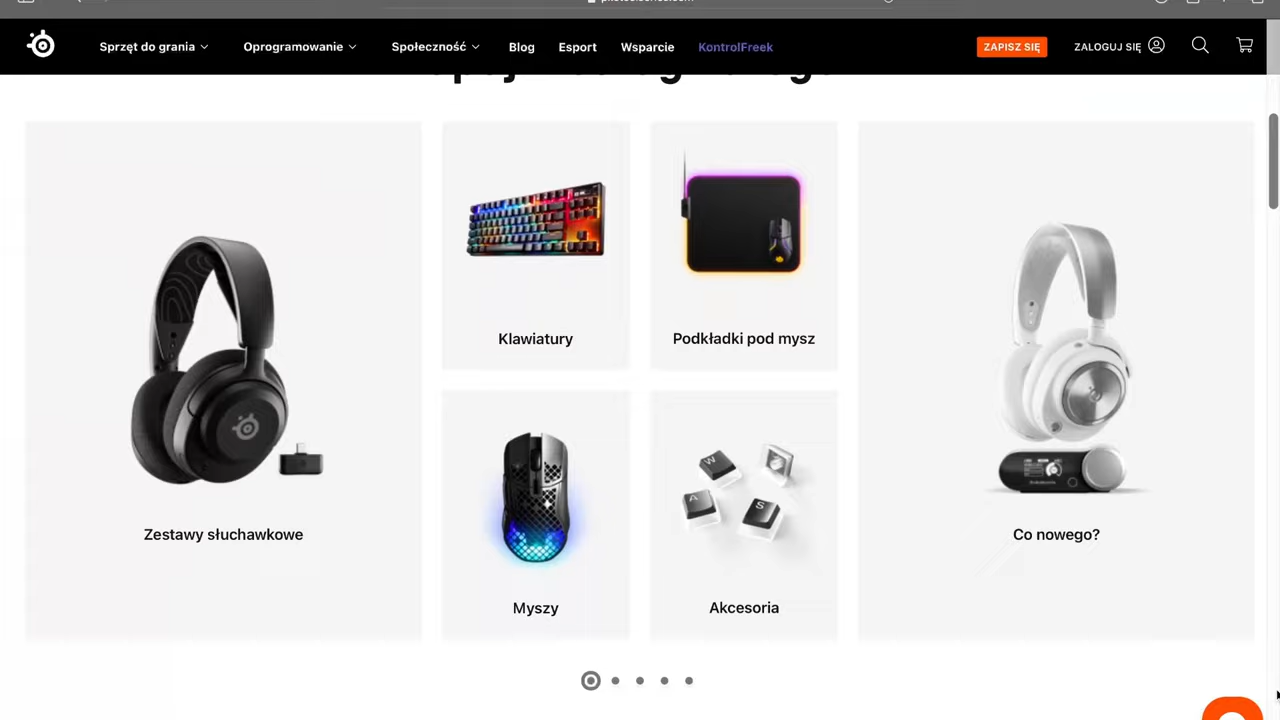 Sprzęt do grania
Oprogramowanie
Społeczność
Blog
Esport
Wsparcie
KontrolFreek
ZAPISZ SIĘ
ZALOGUJ SIĘ
Klawiatury
Podkładki pod mysz
Zestawy słuchawkowe
Co nowego?
Myszy
Akcesoria
W
A
S